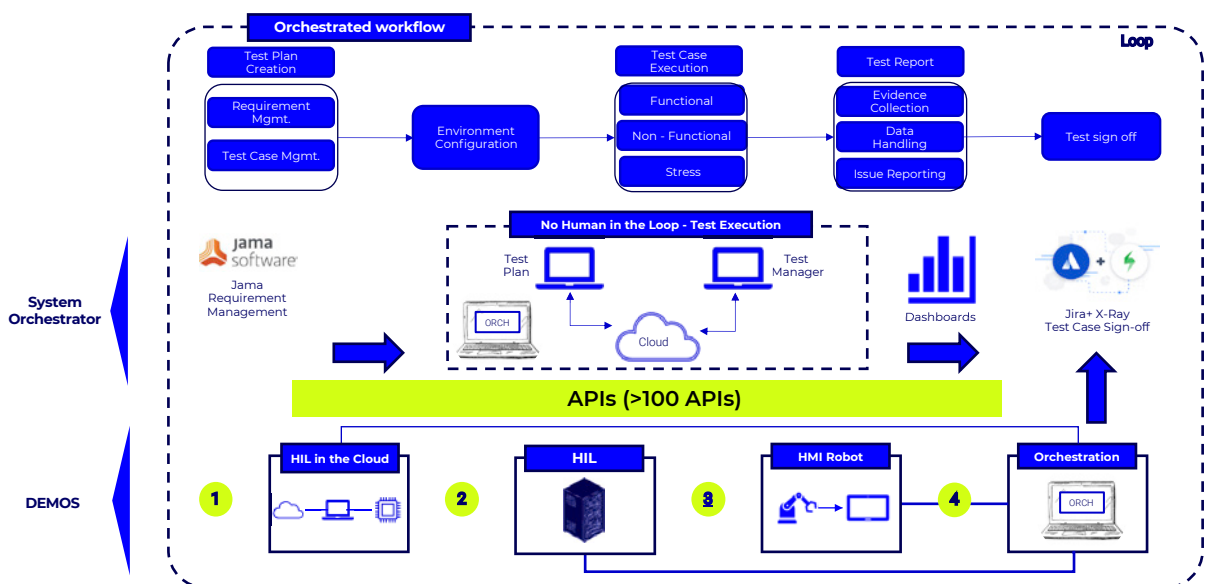 Orchestrated workflow
Loop
Test Plan
Creation
Requirement
Mgmt.
Test Case Mgmt.
Environment
Configuration
Test Case
Execution
Functional
Non - Functional
Stress
Test Report
Evidence
Collection
Data
Handling
Issue Reporting
Test sign off
System
Orchestrator
Jama
software
Jama
Requirement
Management
No Human in the Loop - Test Execution
Test
Plan
Test
Manager
ORCH
Cloud
Dashboards
+
Jira+ X-Ray
Test Case Sign-off
APIs (>100 APIs)
DEMOS
1
HIL in the Cloud
2
HIL
3
HMI Robot
4
Orchestration
ORCH